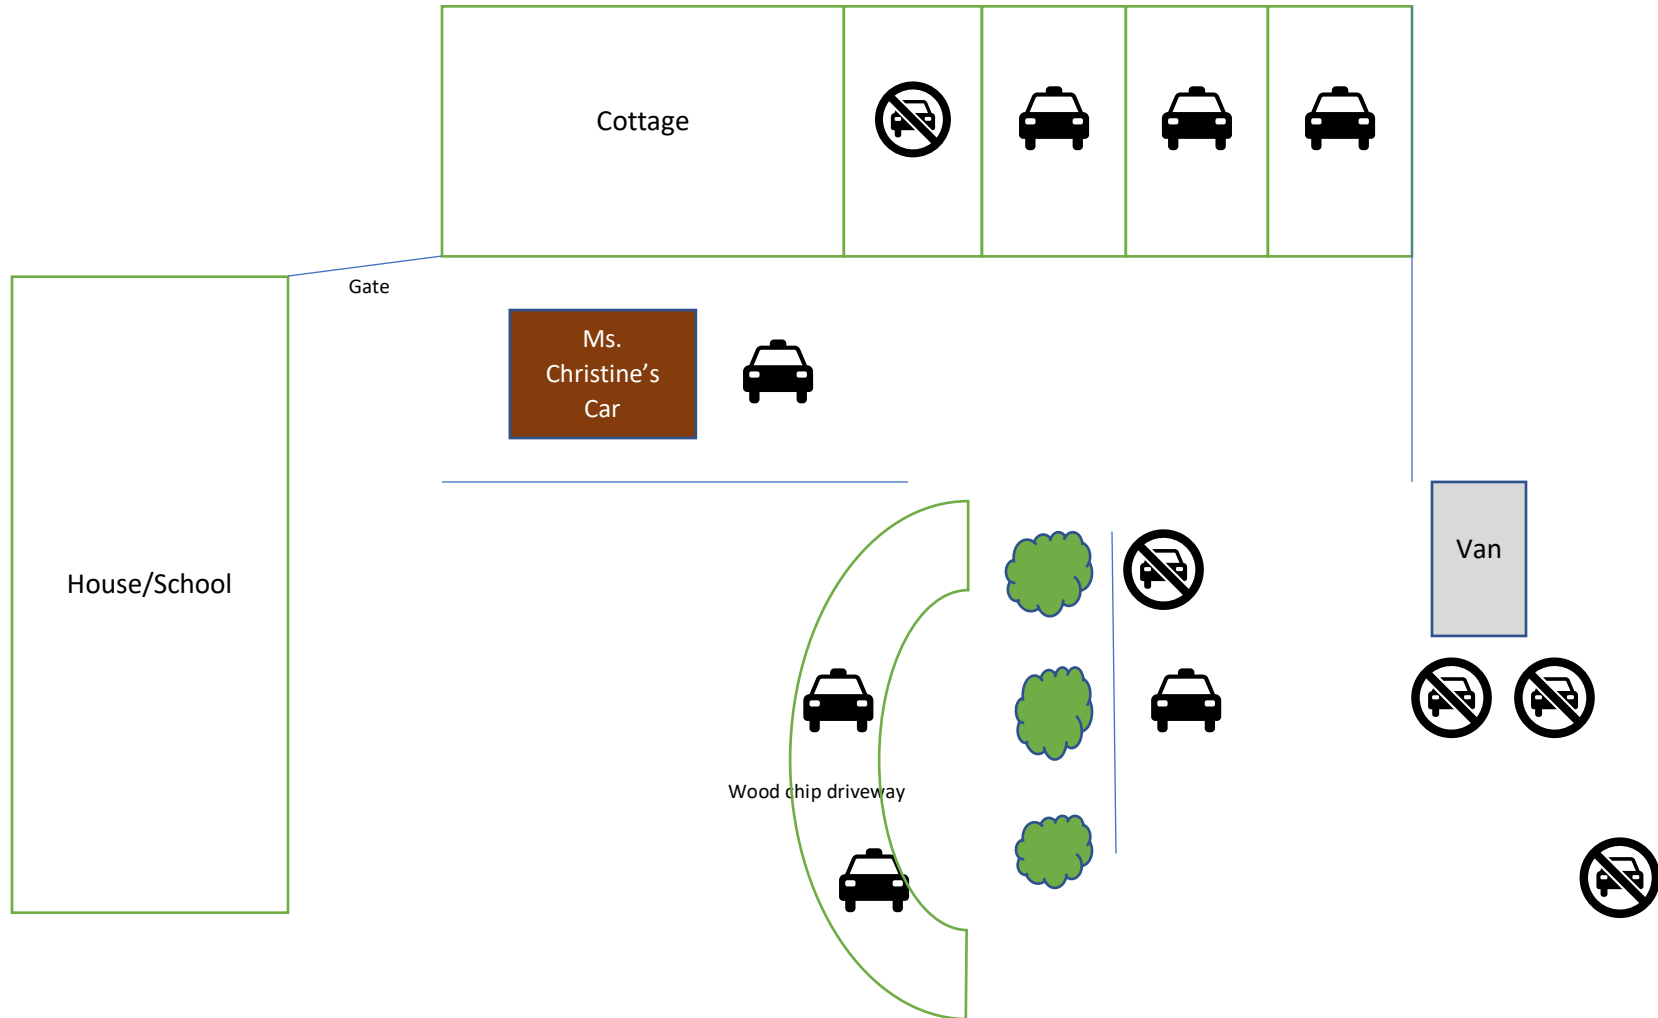 Cottage
Gate
Ms.
Christine's
Car
Van
House/School
Wood chip driveway